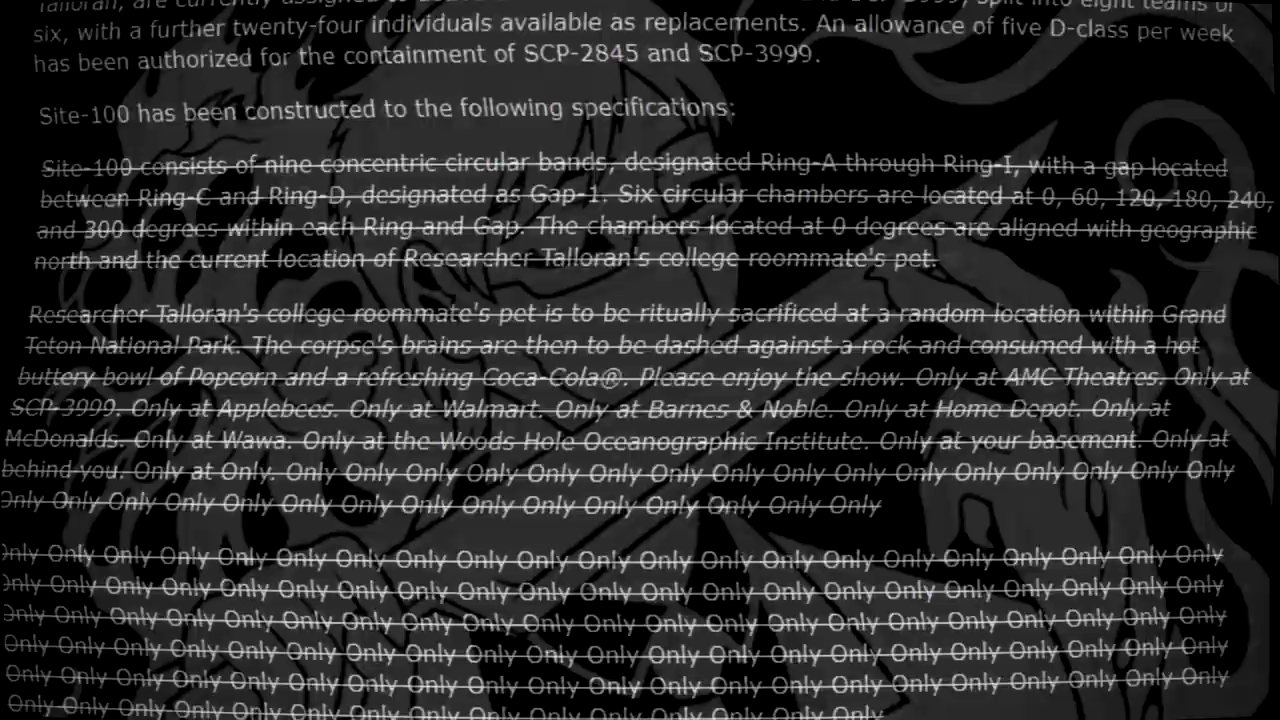 Talloran, are currently assigned to
six, with a further twenty-four individuals available as replacements. An allowance of five D-class per week
has been authorized for the containment of SCP-2845 and SCP-3999.
Site-100 has been constructed to the following specifications:
Site-100 consists of nine concentric circular bands, designated Ring-A through Ring-I, with a gap located
between Ring-C and Ring-D, designated as Gap-1. Six circular chambers are located at 0, 60, 120, 180, 240,
and 300 degrees within each Ring and Gap. The chambers located at 0 degrees are aligned with geographic
north and the current location of Researcher Talloran's college roommate's pet.
Researcher Talloran's college roommate's pet is to be ritually sacrificed at a random location within Grand
Teton National Park. The corpse's brains are then to be dashed against a rock and consumed with a hot
buttery bowl of Popcorn and a refreshing Coca-Cola®. Please enjoy the show. Only at AMC Theatres. Only at
SCP-3999. Only at Applebees. Only at Walmart. Only at Barnes & Noble. Only at Home Depot. Only at
McDonalds. Only at Wawa. Only at the Woods Hole Oceanographic Institute. Only at your basement. Only at
behind you. Only at Only. Only Only Only Only Only Only Only Only Only Only Only Only Only Only Only Only
Only Only Only Only Only Only Only Only Only Only Only Only Only Only Only
Only Only Only Only Only Only Only Only Only Only Only Only Only Only Only Only Only Only Only Only Only
Only Only Only Only Only Only Only Only Only Only Only Only Only Only Only Only Only Only Only Only Only
Only Only Only Only Only Only Only Only Only Only Only Only Only Only Only Only Only Only Only Only Only
Only Only Only Only Only Only Only Only Only Only Only Only Only Only Only Only Only Only Only Only Only
Only Only Only Only Only Only Only Only Only Only Only Only Only Only Only Only Only Only Only Only Only
Only Only Only Only Only Only Only Only Only Only Only Only Only Only Only